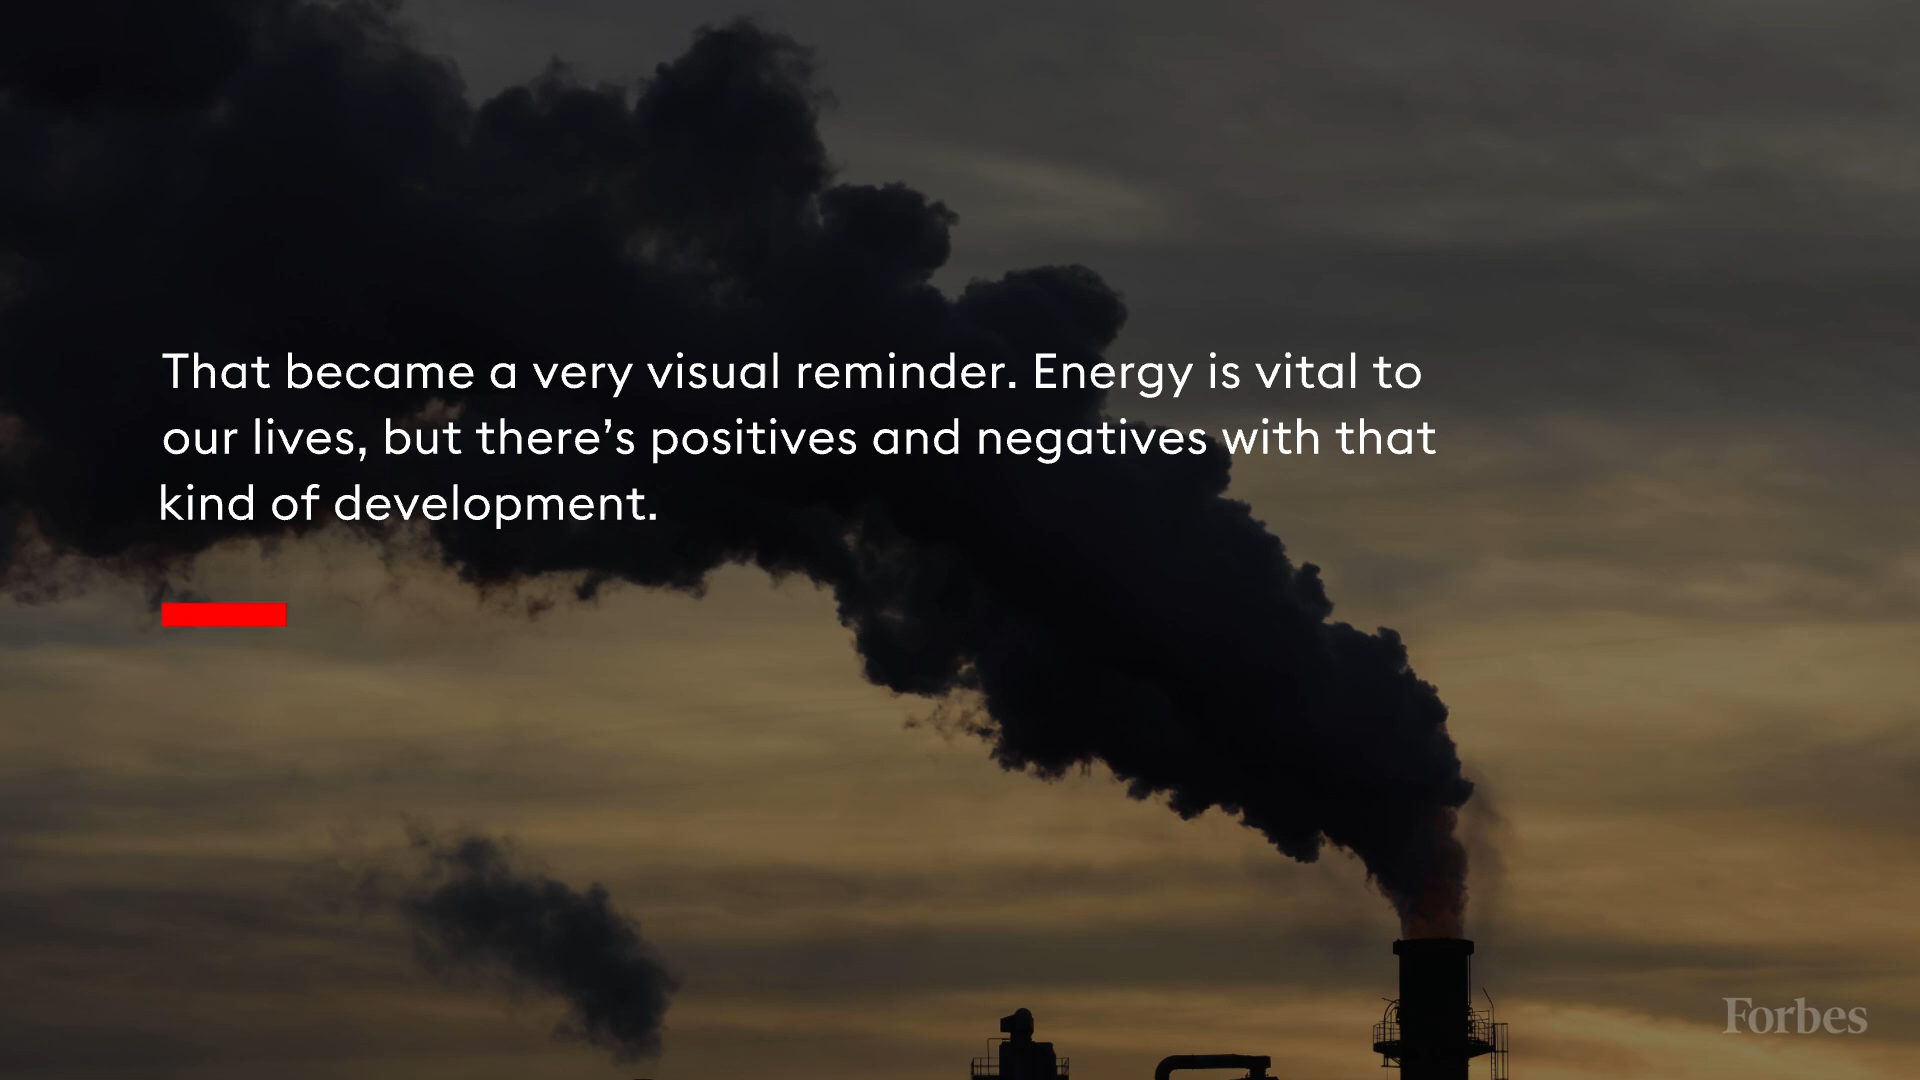 That became a very visual reminder. Energy is vital to
our lives, but there’s positives and negatives with that
kind of development.
Forbes